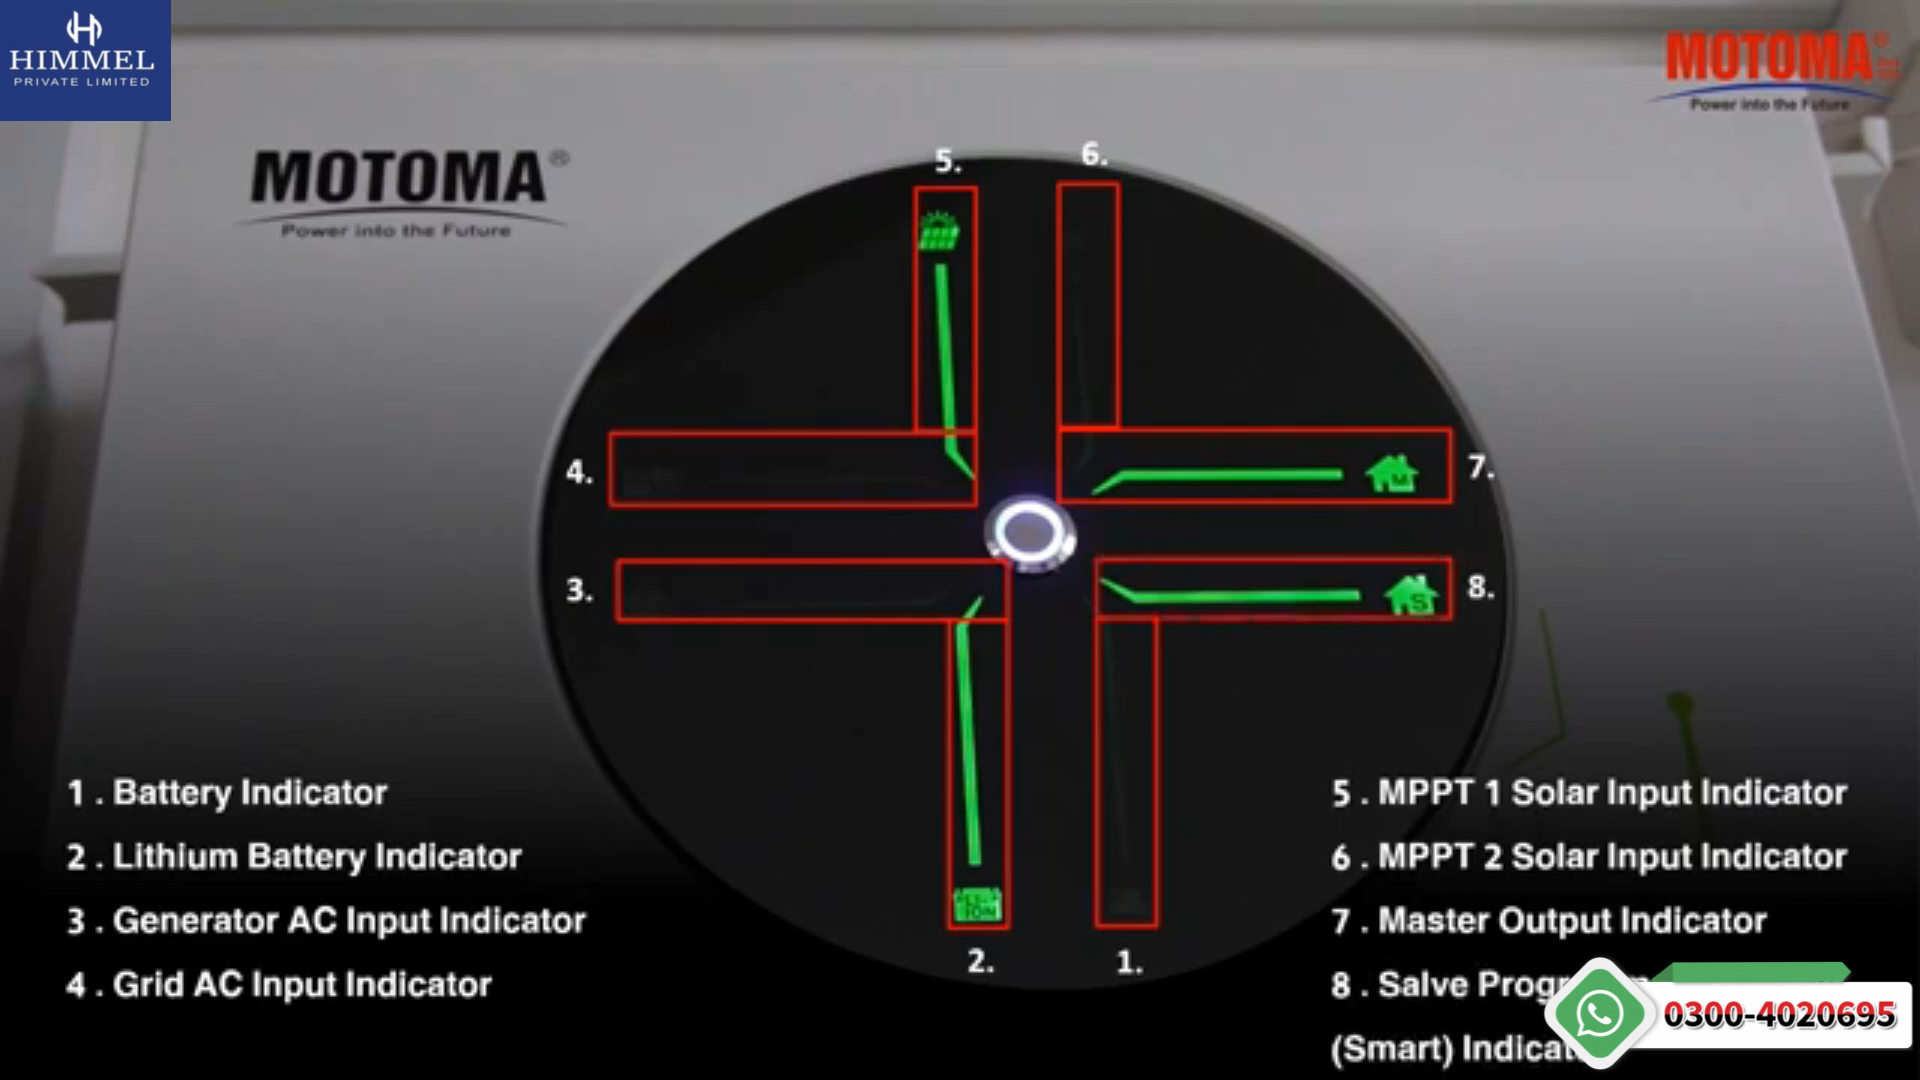 HIMMEL
PRIVATE LIMITED
MOTOMA®
Power into the Future
MOTOMA®
Power into the Future
5.
6.
4.
7.
3.
8.
M
S
ION
2.
1.
1 . Battery Indicator
2 . Lithium Battery Indicator
3 . Generator AC Input Indicator
4 . Grid AC Input Indicator
5 . MPPT 1 Solar Input Indicator
6 . MPPT 2 Solar Input Indicator
7 . Master Output Indicator
8 . Salve
(Smart)
0300-4020695